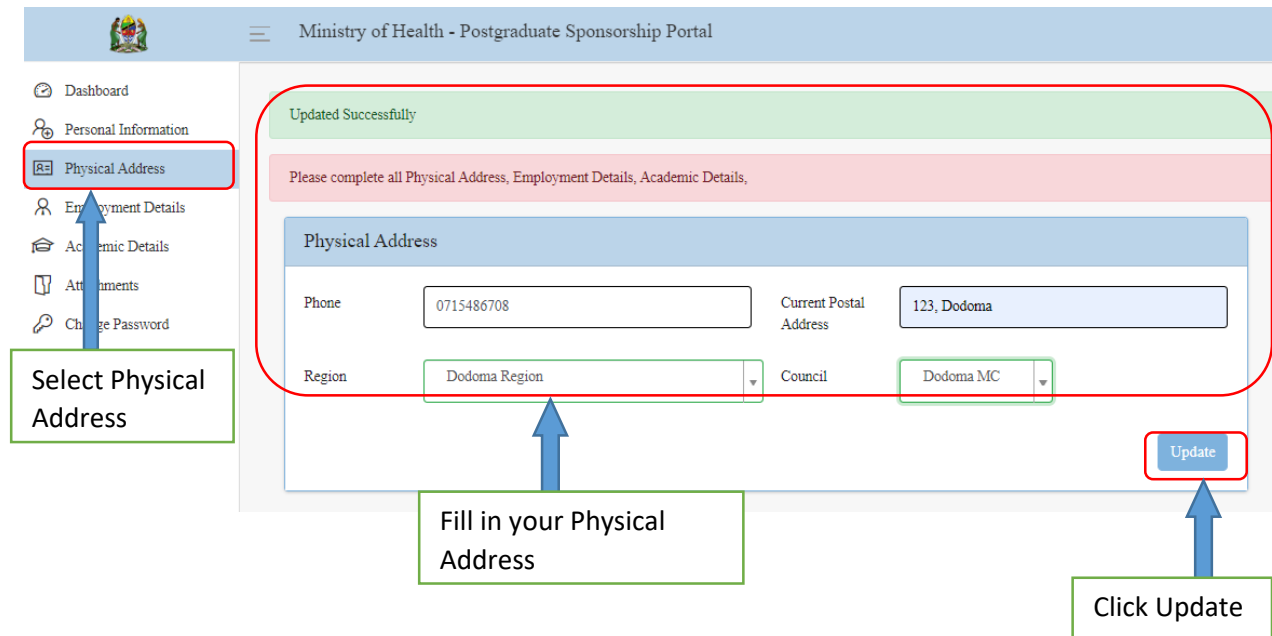 Ministry of Health - Postgraduate Sponsorship Portal
Dashboard
Personal Information
Physical Address
Employment Details
Academic Details
Attachments
Change Password
Updated Successfully
Please complete all Physical Address, Employment Details, Academic Details,
Physical Address
Phone
0715486708
Current Postal
Address
123, Dodoma
Region
Dodoma Region
Council
Dodoma MC
Update
Select Physical
Address
Fill in your Physical
Address
Click Update